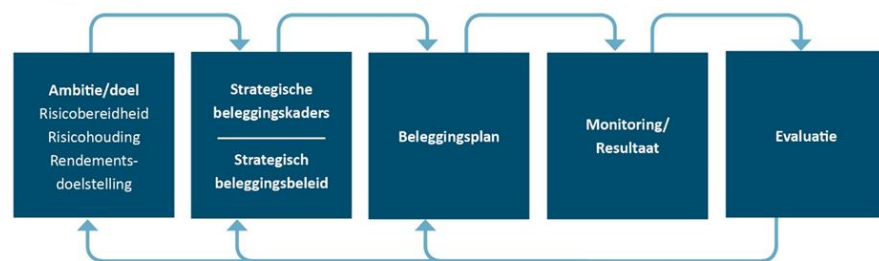 Ambitie/doel
Risicobereidheid
Risicohouding
Rendements-
doelstelling
Strategische
beleggingskaders
Strategisch
beleggingsbeleid
Beleggingsplan
Monitoring/
Resultaat
Evaluatie